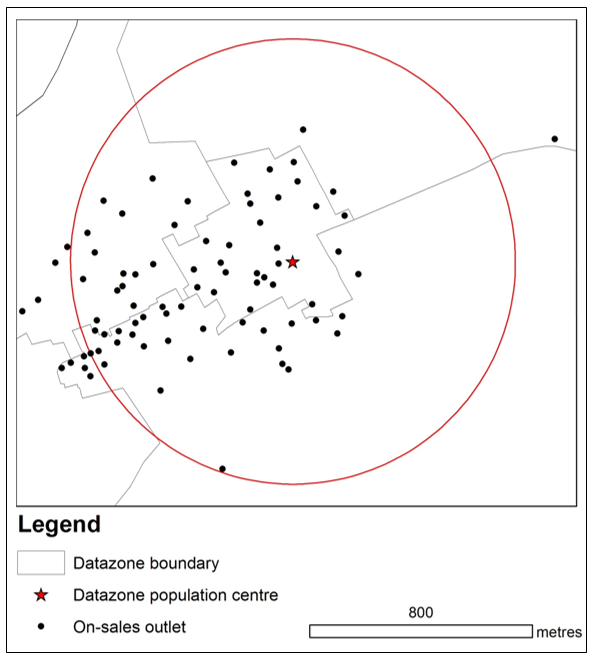 Legend
Datazone boundary
Datazone population centre
On-sales outlet
800
metres